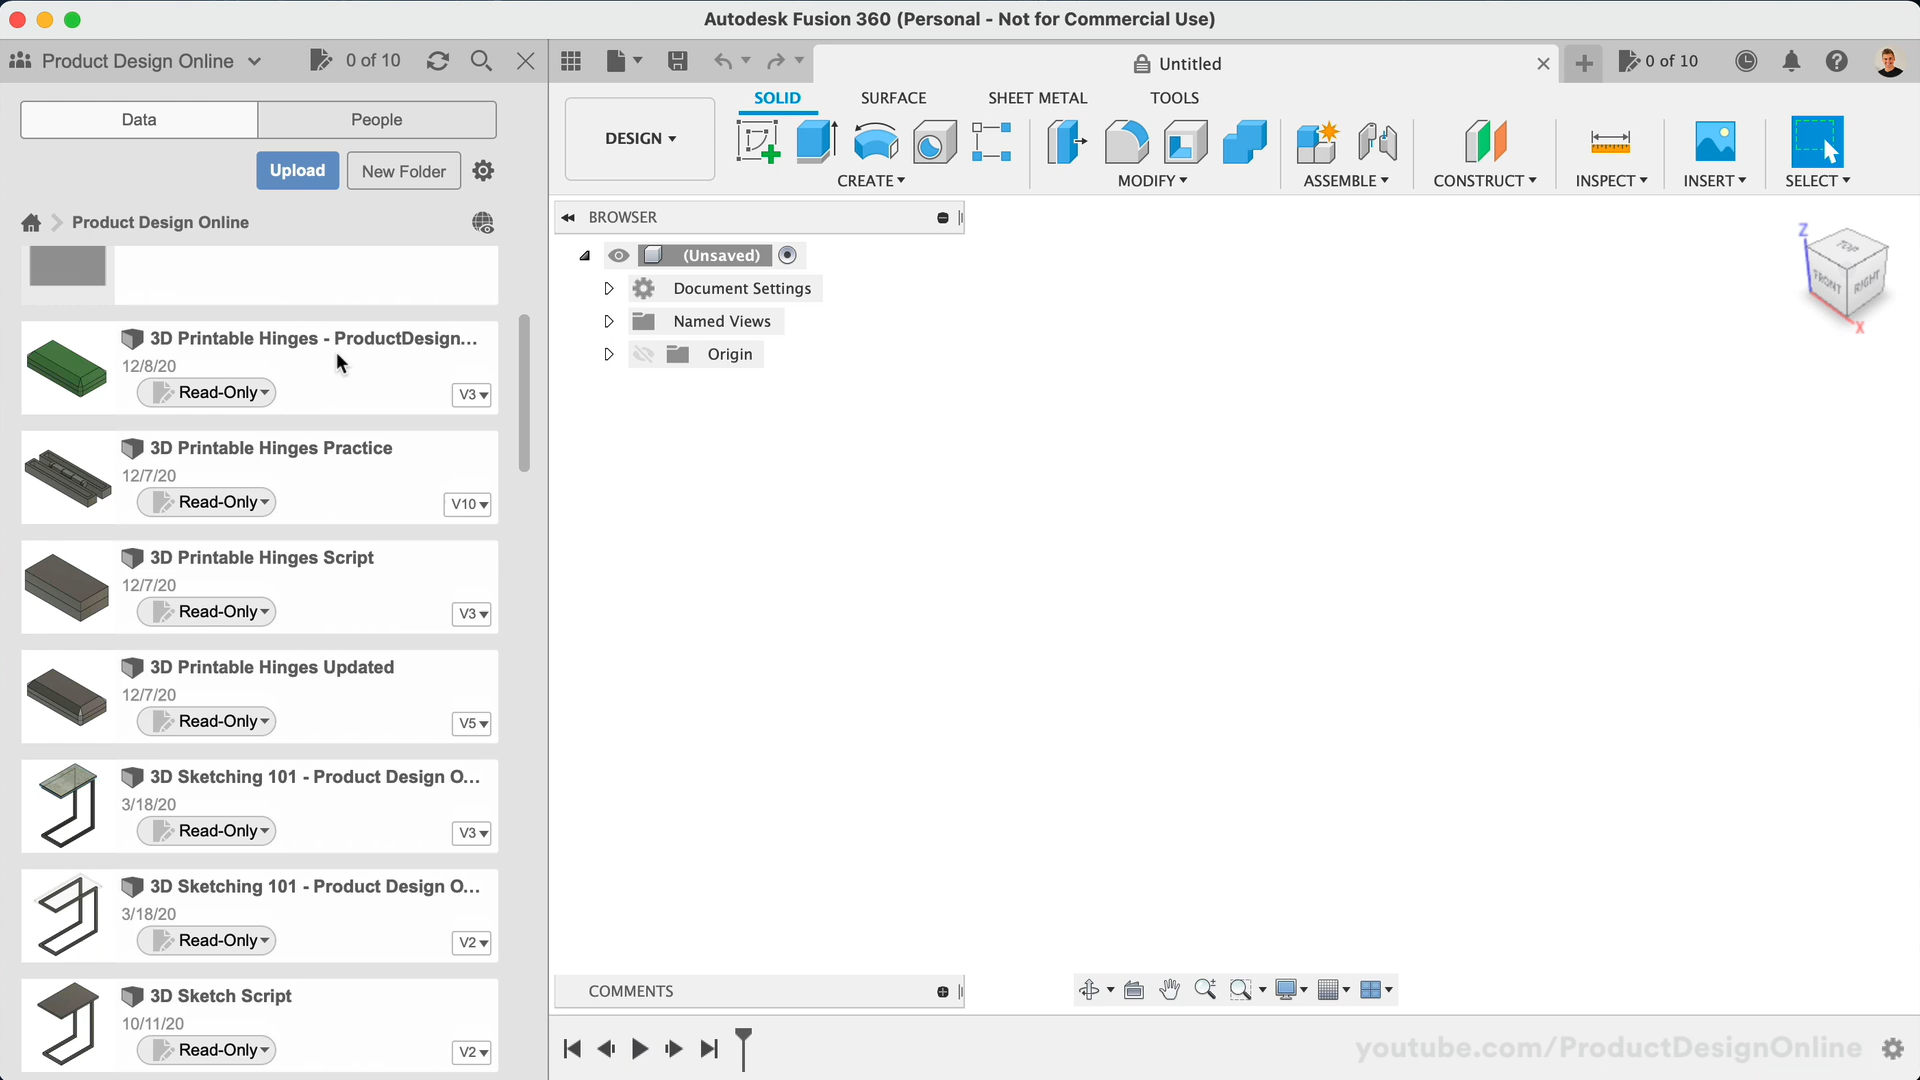 Autodesk Fusion 360 (Personal - Not for Commercial Use)
Product Design Online
0 of 10
Untitled
0 of 10
Data
People
Upload
New Folder
Product Design Online
3D Printable Hinges - ProductDesign...
12/8/20
Read-Only
V3
3D Printable Hinges Practice
12/7/20
Read-Only
V10
3D Printable Hinges Script
12/7/20
Read-Only
V3
3D Printable Hinges Updated
12/7/20
Read-Only
V5
3D Sketching 101 - Product Design O...
3/18/20
Read-Only
V3
3D Sketching 101 - Product Design O...
3/18/20
Read-Only
V2
3D Sketch Script
10/11/20
Read-Only
V2
DESIGN
SOLID
SURFACE
SHEET METAL
TOOLS
CREATE
MODIFY
ASSEMBLE
CONSTRUCT
INSPECT
INSERT
SELECT
BROWSER
(Unsaved)
Document Settings
Named Views
Origin
Z
TOP
FRONT
RIGHT
X
COMMENTS
youtube.com/ProductDesignOnline